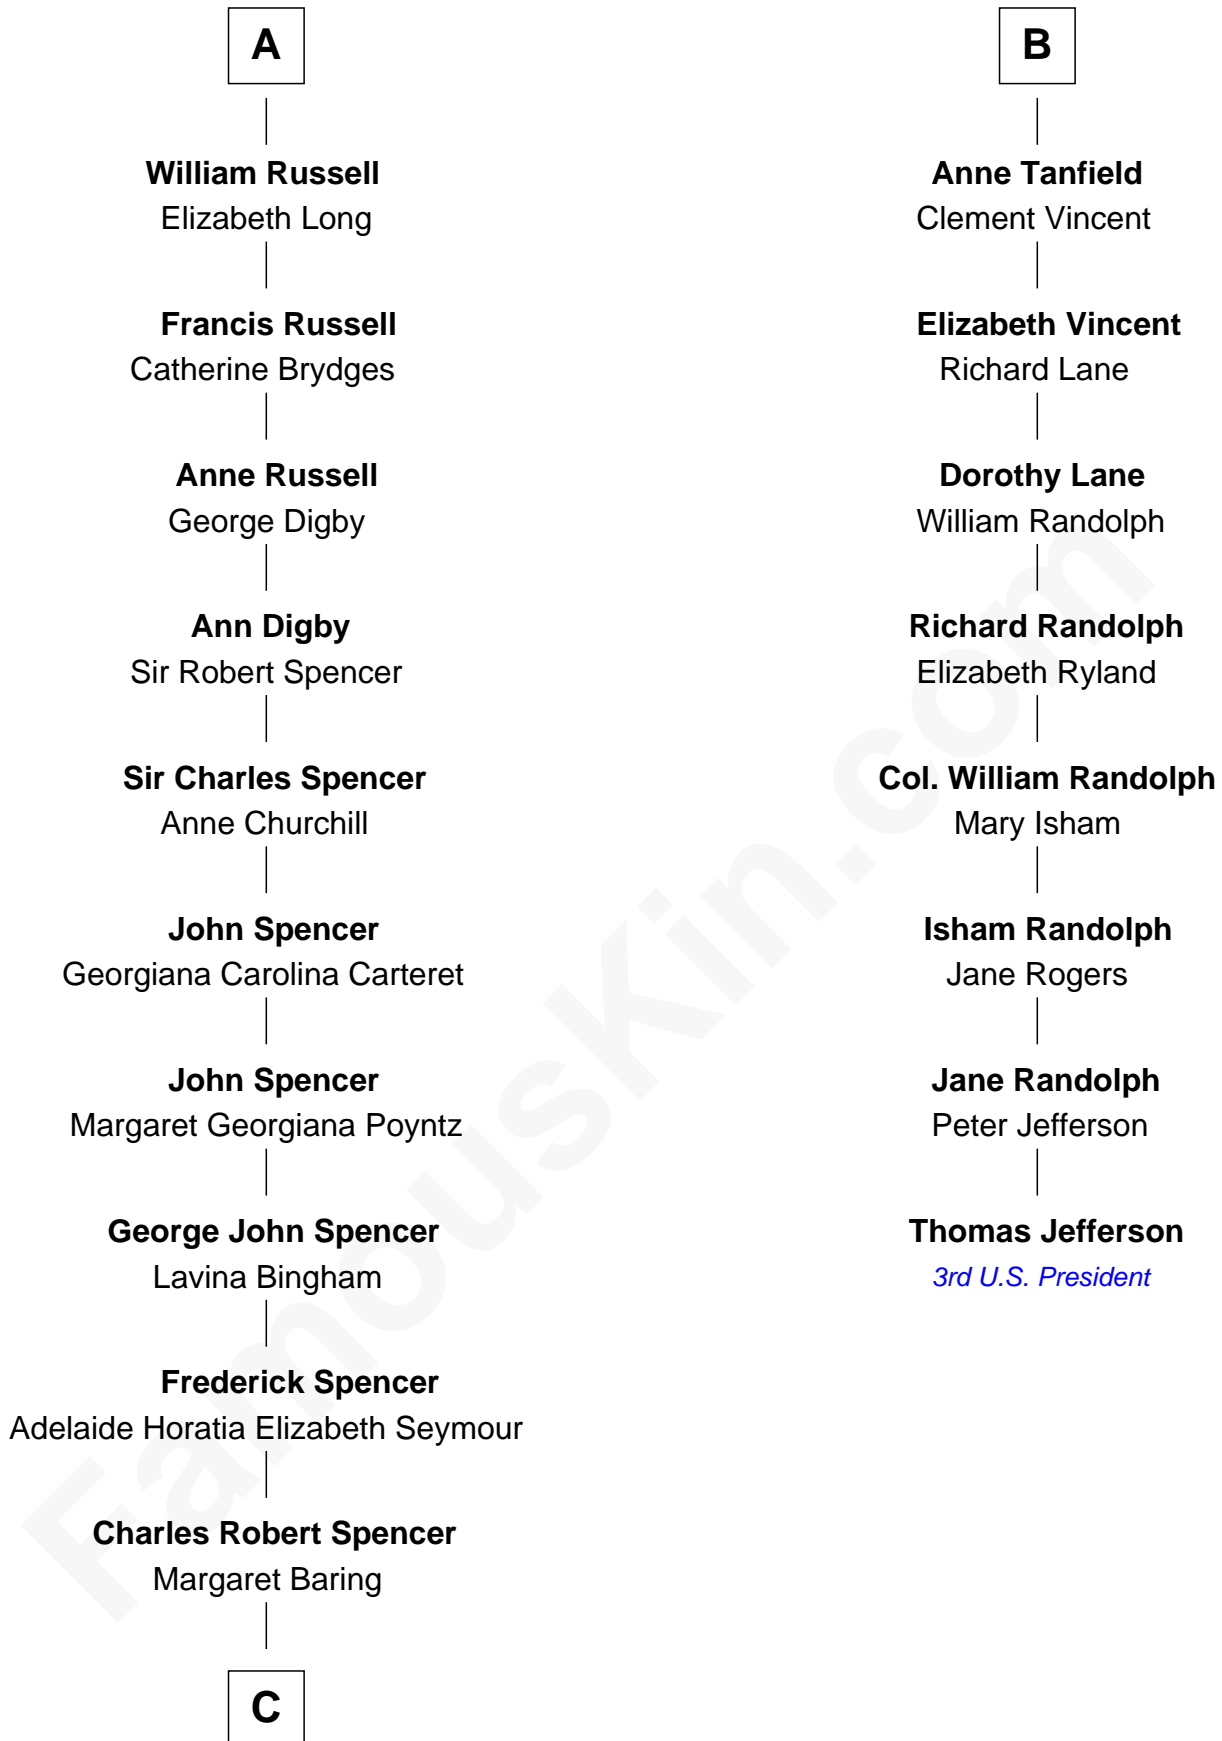 A
William Russell
Elizabeth Long
Francis Russell
Catherine Brydges
Anne Russell
George Digby
Ann Digby
Sir Robert Spencer
Sir Charles Spencer
Anne Churchill
John Spencer
Georgiana Carolina Carteret
John Spencer
Margaret Georgiana Poyntz
George John Spencer
Lavina Bingham
Frederick Spencer
Adelaide Horatia Elizabeth Seymour
Charles Robert Spencer
Margaret Baring
C
B
Anne Tanfield
Clement Vincent
Elizabeth Vincent
Richard Lane
Dorothy Lane
William Randolph
Richard Randolph
Elizabeth Ryland
Col. William Randolph
Mary Isham
Isham Randolph
Jane Rogers
Jane Randolph
Peter Jefferson
Thomas Jefferson
3rd U.S. President
FamousKin.com